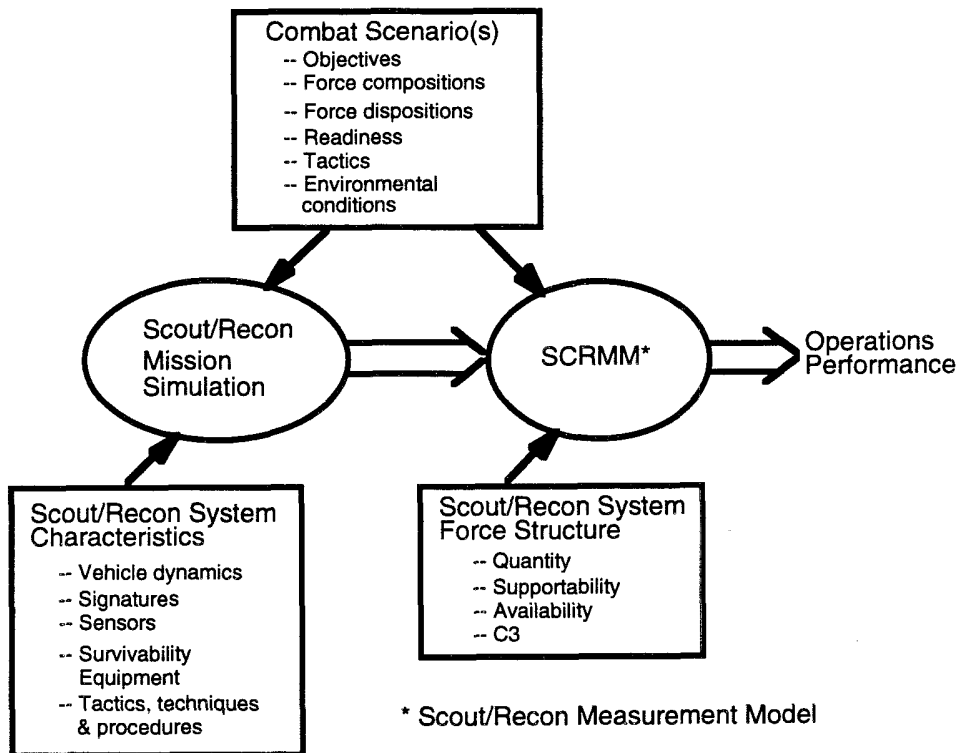 Combat Scenario(s)
-- Objectives
-- Force compositions
-- Force dispositions
-- Readiness
-- Tactics
-- Environmental
conditions
Scout/Recon
Mission
Simulation
SCRMM*
Operations
Performance
Scout/Recon System
Characteristics
-- Vehicle dynamics
-- Signatures
-- Sensors
-- Survivability
Equipment
-- Tactics, techniques
& procedures
Scout/Recon System
Force Structure
-- Quantity
-- Supportability
-- Availability
-- C3
* Scout/Recon Measurement Model